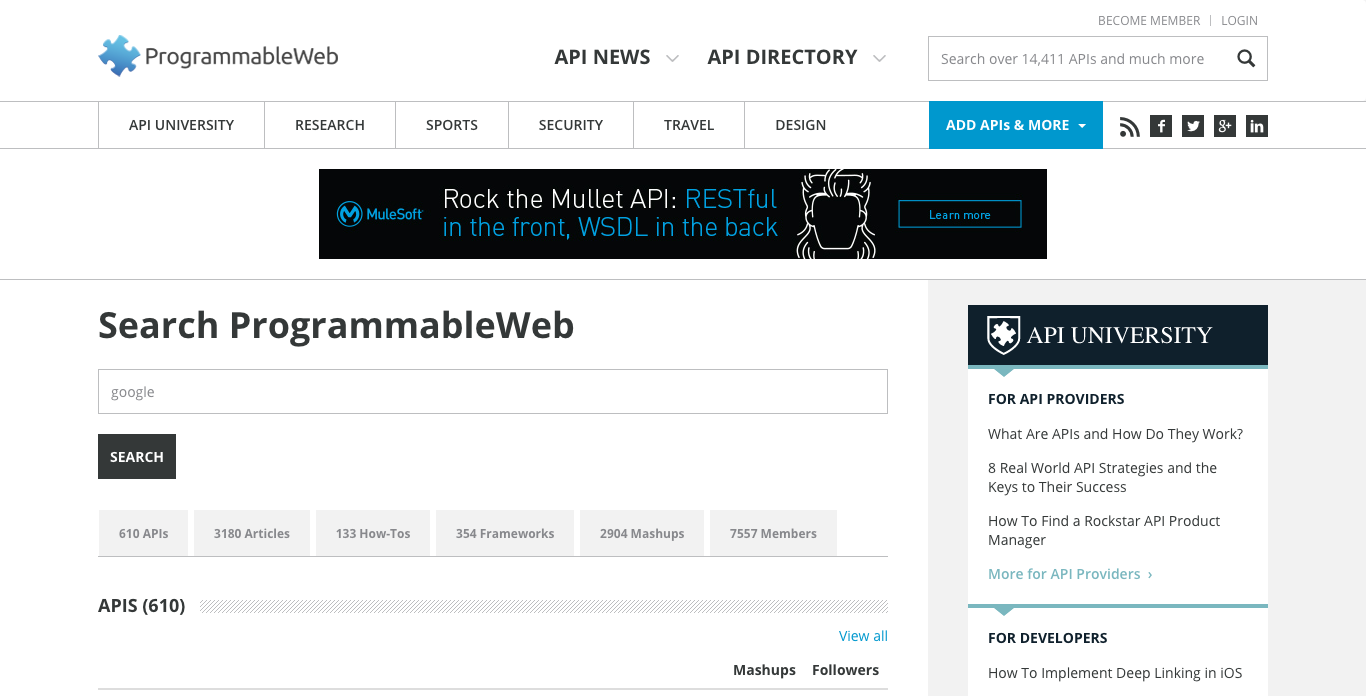 BECOME MEMBER | LOGIN
ProgrammableWeb
API NEWS
API DIRECTORY
Search over 14,411 APIs and much more
API UNIVERSITY
RESEARCH
SPORTS
SECURITY
TRAVEL
DESIGN
ADD APIs & MORE
f
g+
in
MuleSoft
Rock the Mullet API: RESTful
in the front, WSDL in the back
Learn more
Search ProgrammableWeb
google
SEARCH
610 APIs
3180 Articles
133 How-Tos
354 Frameworks
2904 Mashups
7557 Members
APIS (610)
View all
Mashups
Followers
API UNIVERSITY
FOR API PROVIDERS
What Are APIs and How Do They Work?
8 Real World API Strategies and the
Keys to Their Success
How To Find a Rockstar API Product
Manager
More for API Providers ›
FOR DEVELOPERS
How To Implement Deep Linking in iOS